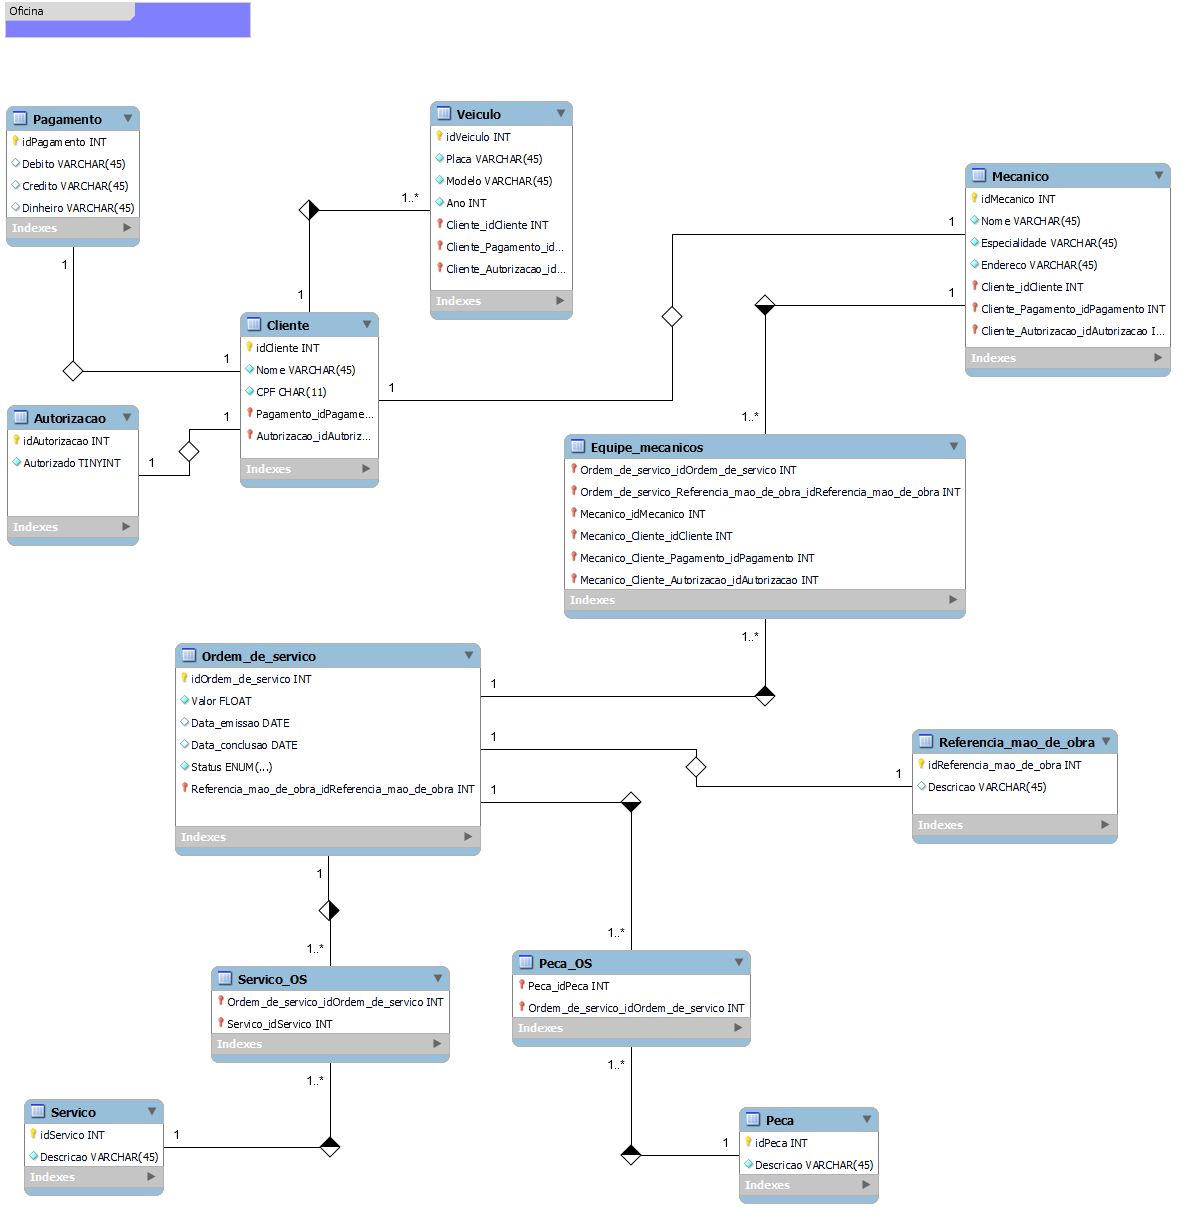 Oficina
Pagamento
idPagamento INT
Debito VARCHAR(45)
Credito VARCHAR(45)
Dinheiro VARCHAR(45)
Indexes
Veiculo
idVeiculo INT
Placa VARCHAR(45)
Modelo VARCHAR(45)
Ano INT
Cliente_idCliente INT
Cliente_Pagamento_id...
Cliente_Autorizacao_id...
Indexes
Mecanico
idMecanico INT
Nome VARCHAR(45)
Especialidade VARCHAR(45)
Endereco VARCHAR(45)
Cliente_idCliente INT
Cliente_Pagamento_idPagamento INT
Cliente_Autorizacao_idAutorizacao I...
Indexes
1..*
1
1
1
1
1
Cliente
idCliente INT
Nome VARCHAR(45)
CPF CHAR(11)
Pagamento_idPagame...
Autorizacao_idAutoriz...
Indexes
1
1
1
Autorizacao
idAutorizacao INT
Autorizado TINYINT
Indexes
1..*
Equipe_mecanicos
Ordem_de_servico_idOrdem_de_servico INT
Ordem_de_servico_Referencia_mao_de_obra_idReferencia_mao_de_obra INT
Mecanico_idMecanico INT
Mecanico_Cliente_idCliente INT
Mecanico_Cliente_Pagamento_idPagamento INT
Mecanico_Cliente_Autorizacao_idAutorizacao INT
Indexes
1..*
Ordem_de_servico
idOrdem_de_servico INT
Valor FLOAT
Data_emissao DATE
Data_conclusao DATE
Status ENUM(...)
Referencia_mao_de_obra_idReferencia_mao_de_obra INT
Indexes
1
1
1
1
Referencia_mao_de_obra
idReferencia_mao_de_obra INT
Descricao VARCHAR(45)
Indexes
1
1..*
1..*
Servico_OS
Ordem_de_servico_idOrdem_de_servico INT
Servico_idServico INT
Indexes
Peca_OS
Peca_idPeca INT
Ordem_de_servico_idOrdem_de_servico INT
Indexes
1..*
1..*
1
1
Servico
idServico INT
Descricao VARCHAR(45)
Indexes
Peca
idPeca INT
Descricao VARCHAR(45)
Indexes